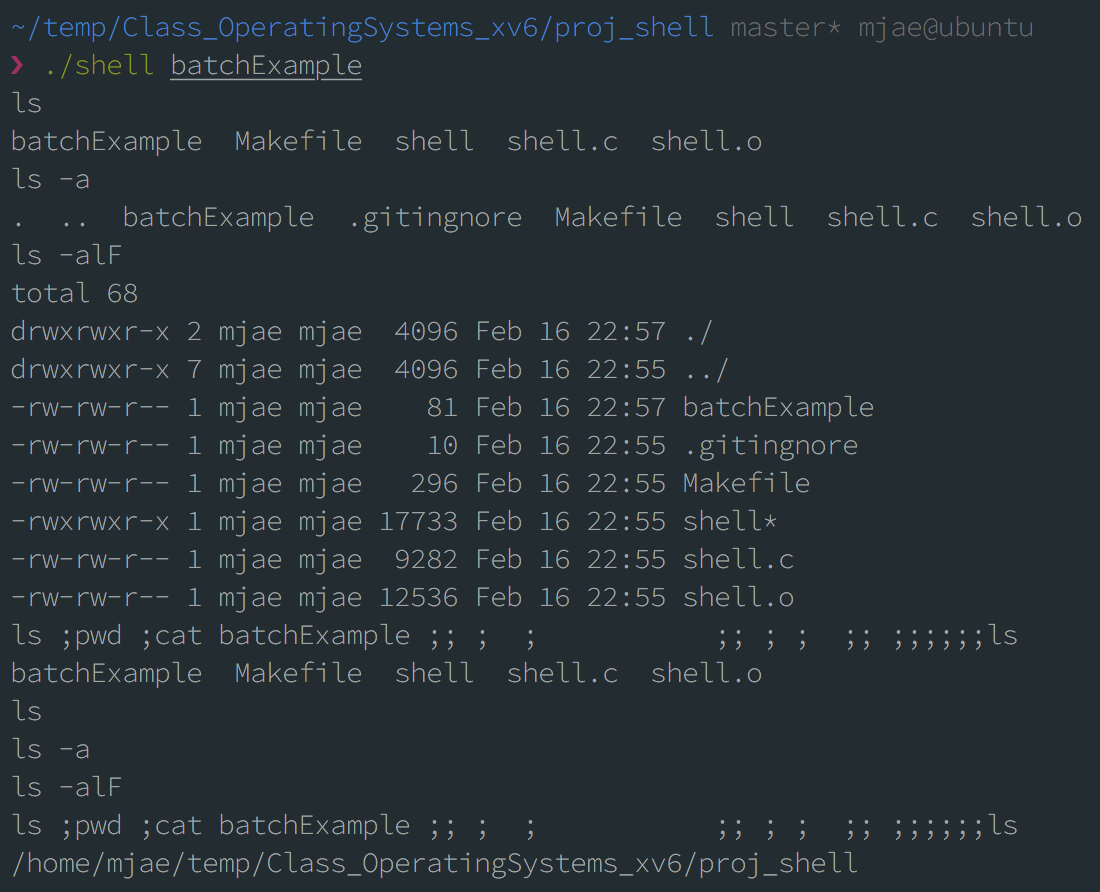 ~/temp/Class_OperatingSystems_xv6/proj_shell master* mjae@ubuntu
❯ ./shell batchExample
ls
batchExample  Makefile  shell  shell.c  shell.o
ls -a
.  ..  batchExample  .gitingnore  Makefile  shell  shell.c  shell.o
ls -alF
total 68
drwxrwxr-x 2 mjae mjae  4096 Feb 16 22:57 ./
drwxrwxr-x 7 mjae mjae  4096 Feb 16 22:55 ../
-rw-rw-r-- 1 mjae mjae    81 Feb 16 22:57 batchExample
-rw-rw-r-- 1 mjae mjae    10 Feb 16 22:55 .gitingnore
-rw-rw-r-- 1 mjae mjae   296 Feb 16 22:55 Makefile
-rwxrwxr-x 1 mjae mjae 17733 Feb 16 22:55 shell*
-rw-rw-r-- 1 mjae mjae  9282 Feb 16 22:55 shell.c
-rw-rw-r-- 1 mjae mjae 12536 Feb 16 22:55 shell.o
ls ;pwd ;cat batchExample ;; ;  ;           ;; ; ;  ;; ;;;;;;ls
batchExample  Makefile  shell  shell.c  shell.o
ls
ls -a
ls -alF
ls ;pwd ;cat batchExample ;; ;  ;           ;; ; ;  ;; ;;;;;;ls
/home/mjae/temp/Class_OperatingSystems_xv6/proj_shell